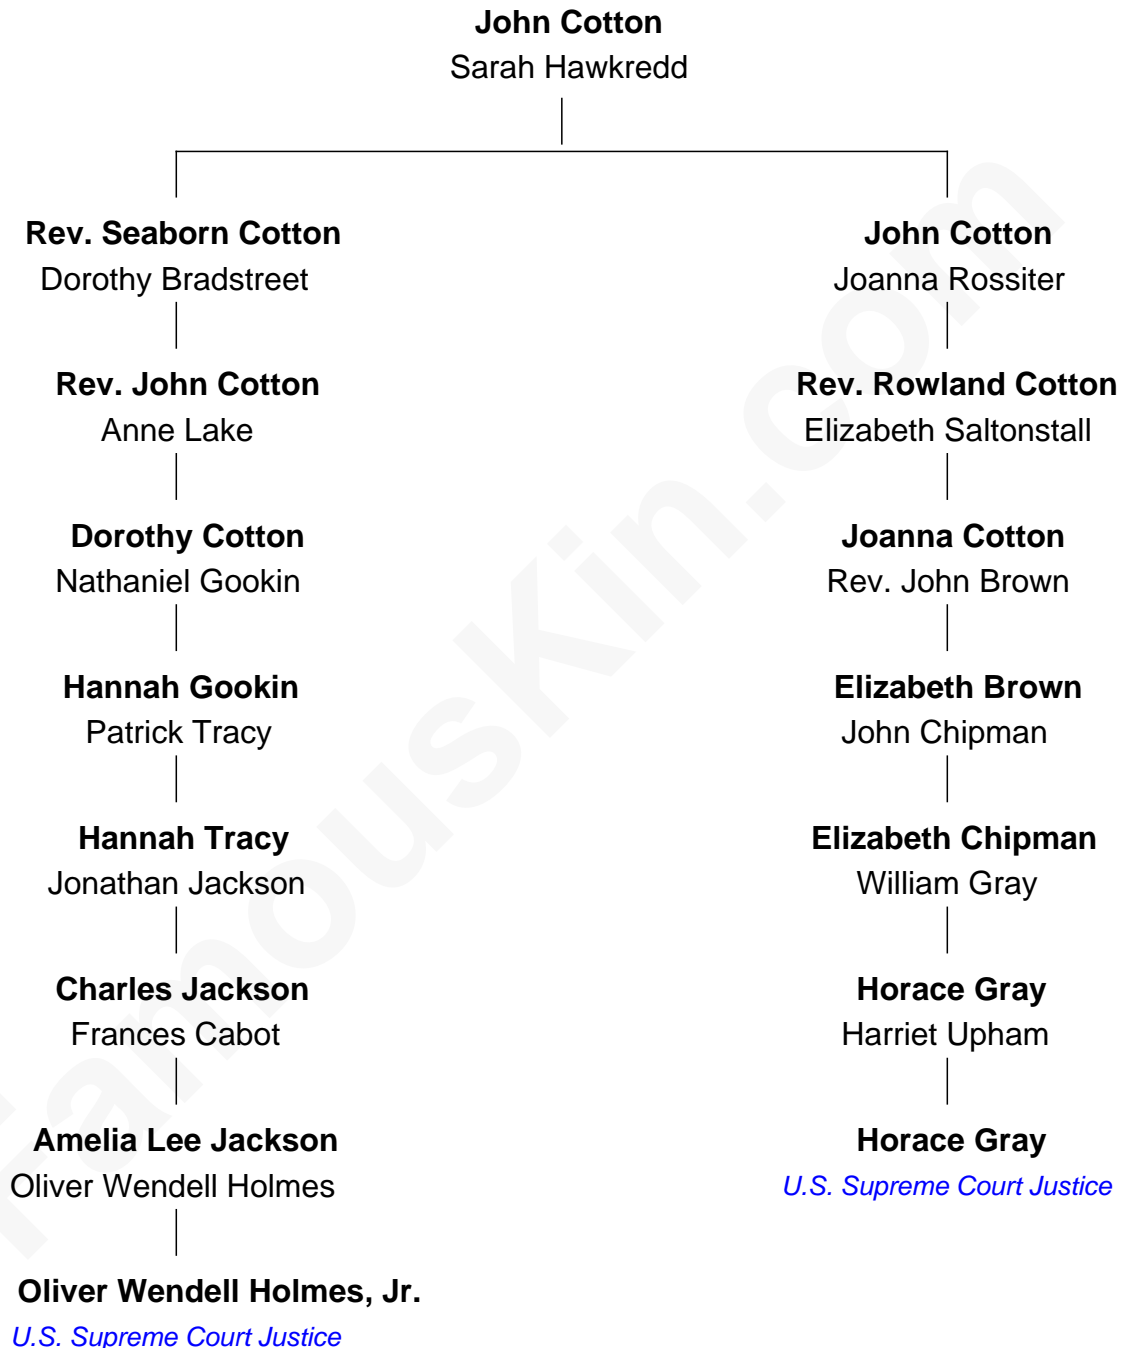 John Cotton
Sarah Hawkredd
Rev. Seaborn Cotton
Dorothy Bradstreet
John Cotton
Joanna Rossiter
Rev. John Cotton
Anne Lake
Rev. Rowland Cotton
Elizabeth Saltonstall
Dorothy Cotton
Nathaniel Gookin
Joanna Cotton
Rev. John Brown
Hannah Gookin
Patrick Tracy
Elizabeth Brown
John Chipman
Hannah Tracy
Jonathan Jackson
Elizabeth Chipman
William Gray
Charles Jackson
Frances Cabot
Horace Gray
Harriet Upham
Amelia Lee Jackson
Oliver Wendell Holmes
Horace Gray
U.S. Supreme Court Justice
Oliver Wendell Holmes, Jr.
U.S. Supreme Court Justice
FamousKin.com